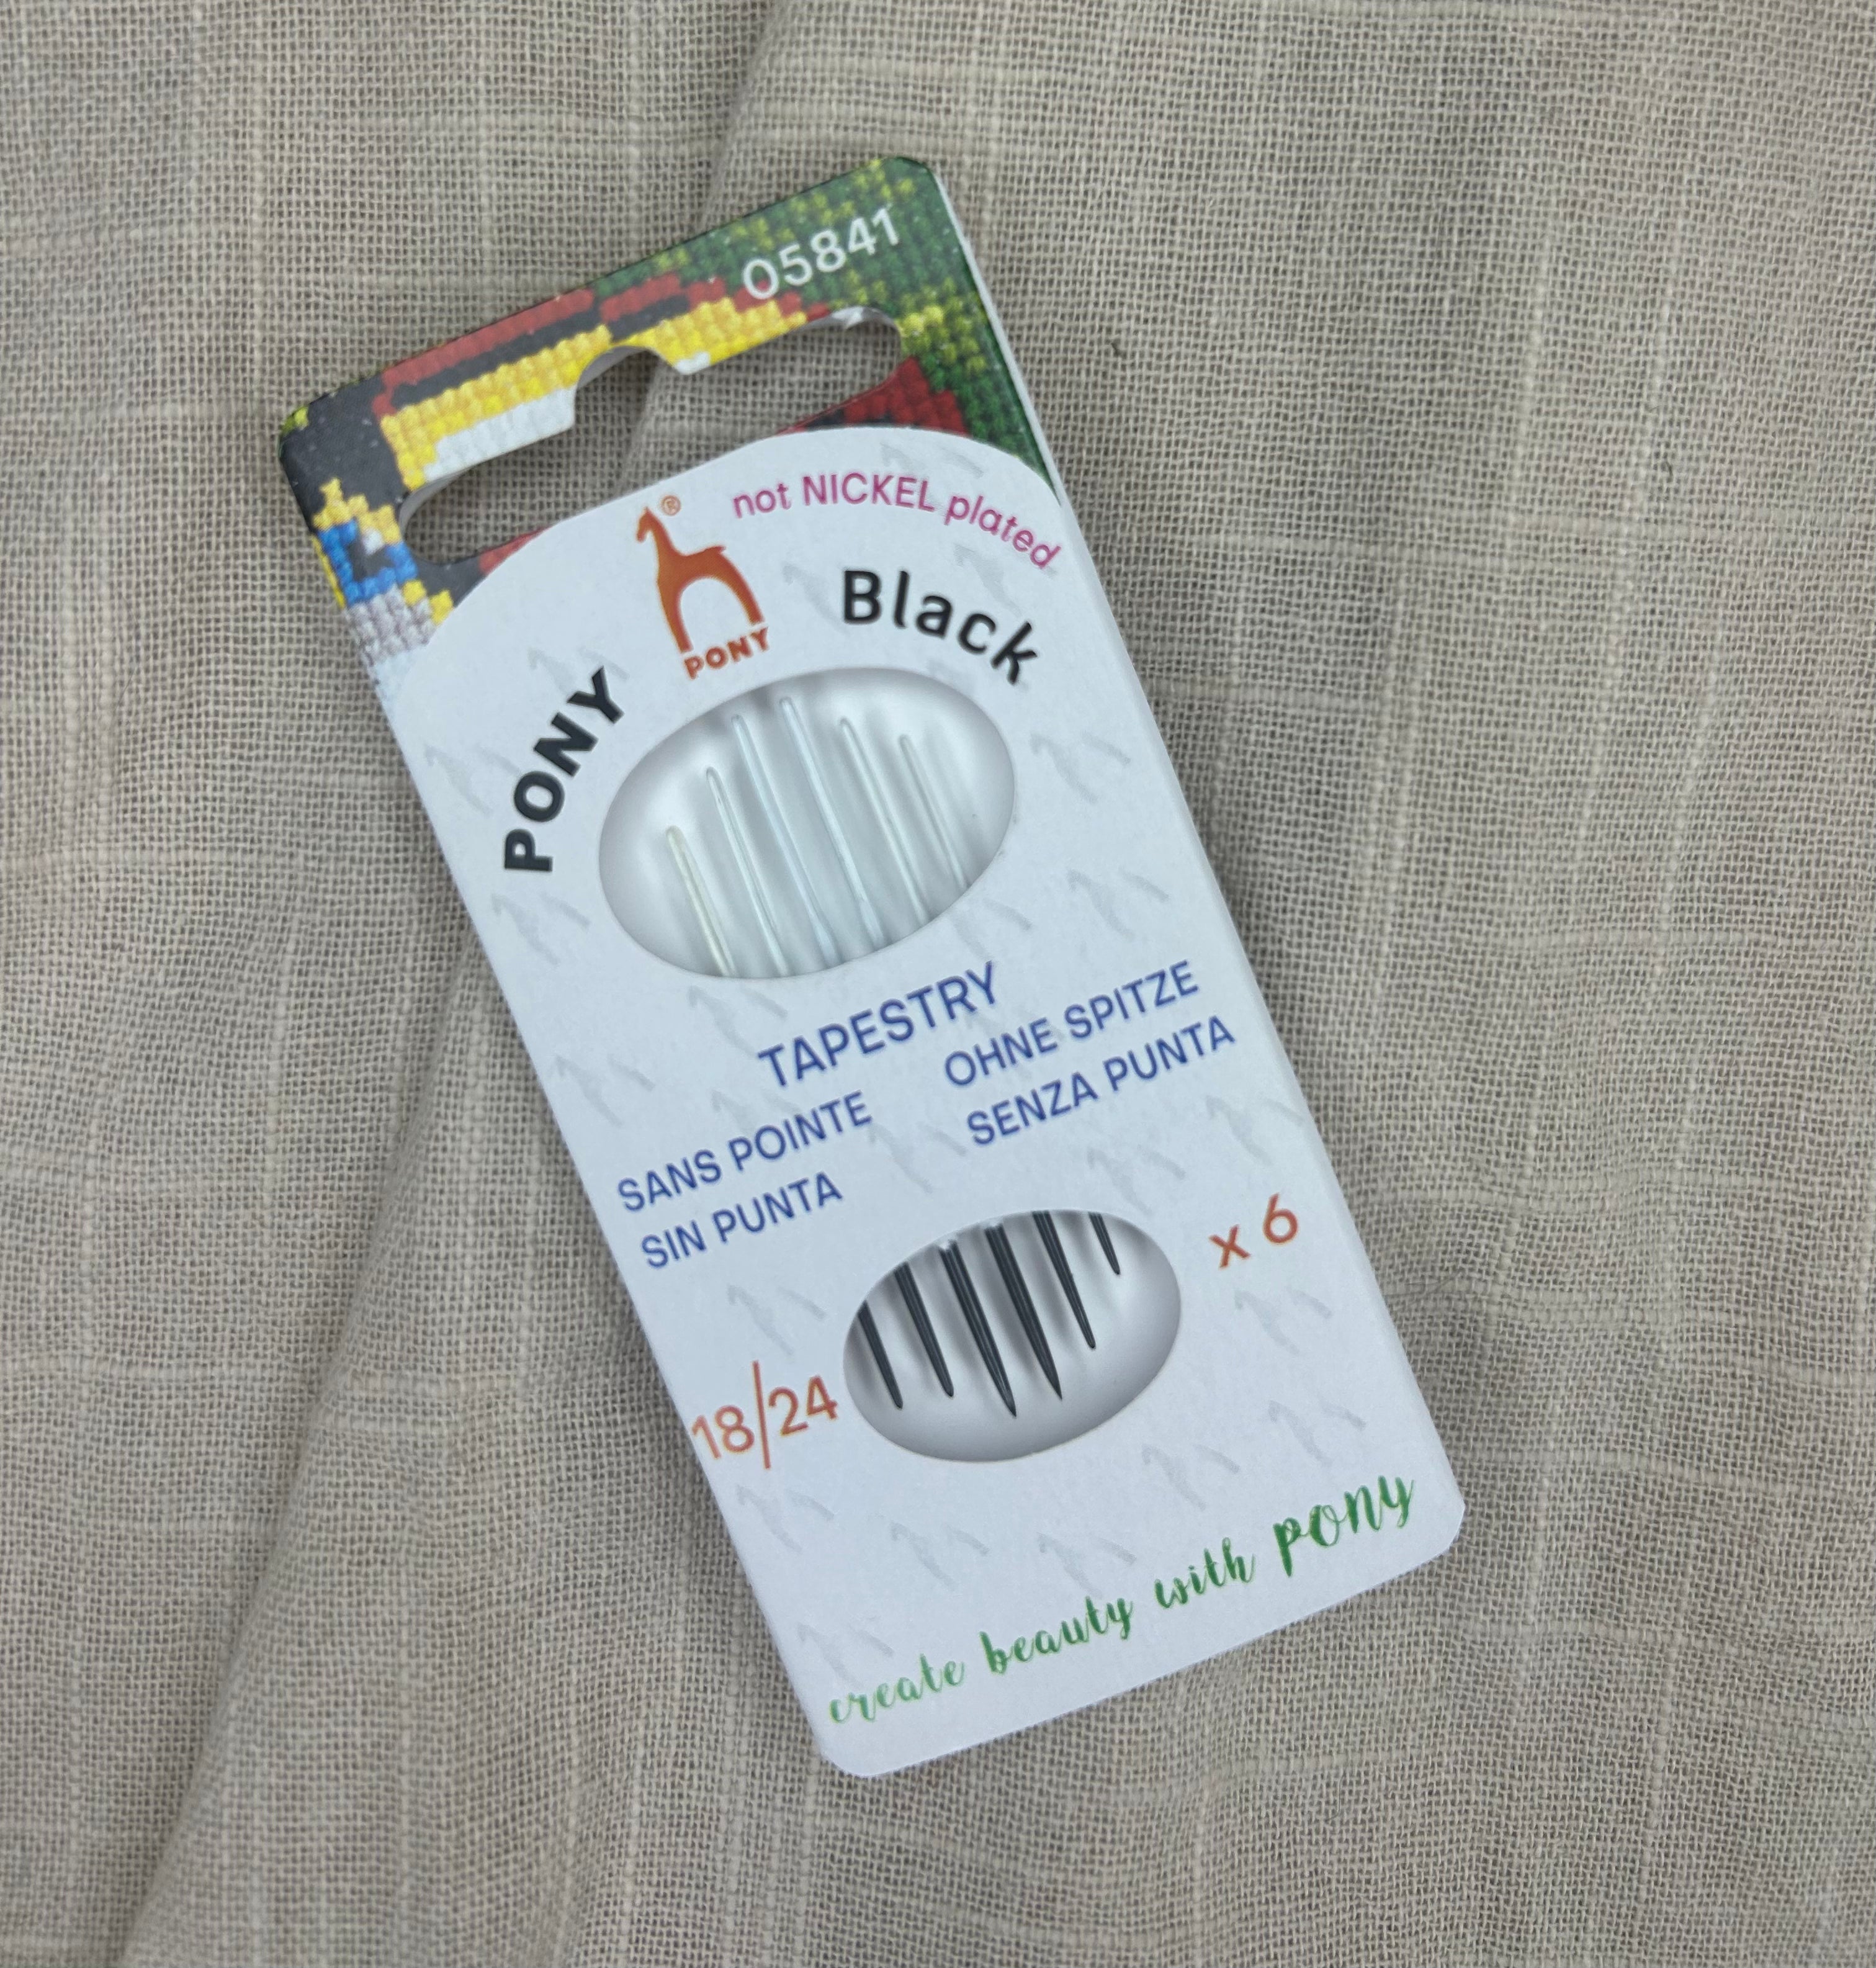 05841
not NICKEL plated
®
PONY
PONY Black
TAPESTRY
SANS POINTE OHNE SPITZE
SIN PUNTA SENZA PUNTA
18/24 x 6
create beauty with PONY